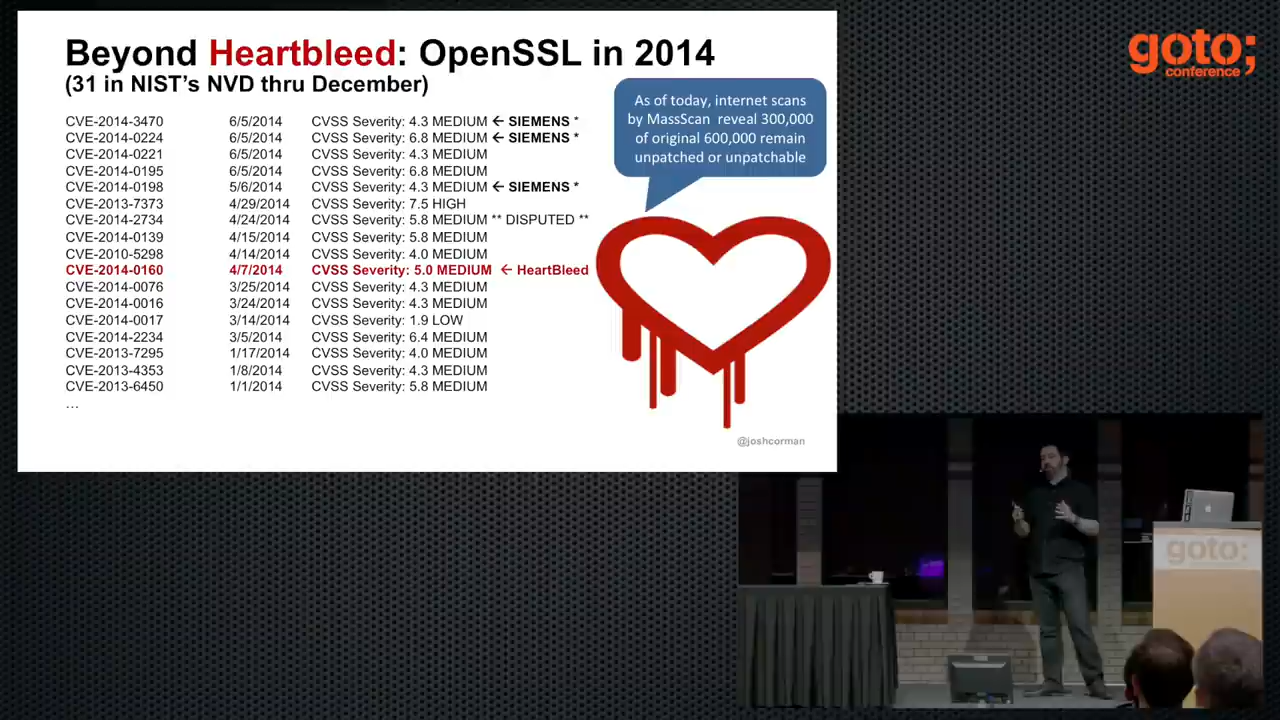 Beyond Heartbleed: OpenSSL in 2014
(31 in NIST’s NVD thru December)
CVE-2014-3470 6/5/2014 CVSS Severity: 4.3 MEDIUM ← SIEMENS *
CVE-2014-0224 6/5/2014 CVSS Severity: 6.8 MEDIUM ← SIEMENS *
CVE-2014-0221 6/5/2014 CVSS Severity: 4.3 MEDIUM
CVE-2014-0195 6/5/2014 CVSS Severity: 6.8 MEDIUM
CVE-2014-0198 5/6/2014 CVSS Severity: 4.3 MEDIUM ← SIEMENS *
CVE-2013-7373 4/29/2014 CVSS Severity: 7.5 HIGH
CVE-2014-2734 4/24/2014 CVSS Severity: 5.8 MEDIUM ** DISPUTED **
CVE-2014-0139 4/15/2014 CVSS Severity: 5.8 MEDIUM
CVE-2010-5298 4/14/2014 CVSS Severity: 4.0 MEDIUM
CVE-2014-0160 4/7/2014 CVSS Severity: 5.0 MEDIUM ← HeartBleed
CVE-2014-0076 3/25/2014 CVSS Severity: 4.3 MEDIUM
CVE-2014-0016 3/24/2014 CVSS Severity: 4.3 MEDIUM
CVE-2014-0017 3/14/2014 CVSS Severity: 1.9 LOW
CVE-2014-2234 3/5/2014 CVSS Severity: 6.4 MEDIUM
CVE-2013-7295 1/17/2014 CVSS Severity: 4.0 MEDIUM
CVE-2013-4353 1/8/2014 CVSS Severity: 4.3 MEDIUM
CVE-2013-6450 1/1/2014 CVSS Severity: 5.8 MEDIUM
…
As of today, internet scans
by MassScan reveal 300,000
of original 600,000 remain
unpatched or unpatchable
@joshcorman
goto;
conference
goto;